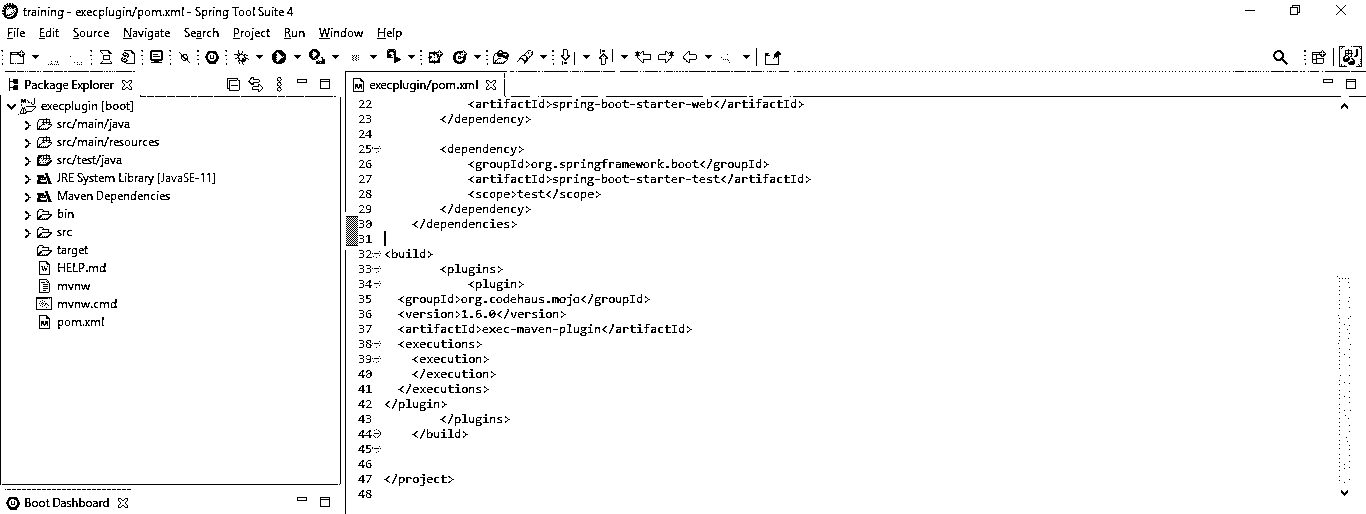 training - execplugin/pom.xml - Spring Tool Suite 4
File Edit Source Navigate Search Project Run Window Help
Package Explorer
execplugin/pom.xml
execplugin [boot]
src/main/java
src/main/resources
src/test/java
JRE System Library [JavaSE-11]
Maven Dependencies
bin
src
target
HELP.md
mvnw
mvnw.cmd
pom.xml
22 <artifactId>spring-boot-starter-web</artifactId>
23 </dependency>
24
25 <dependency>
26 <groupId>org.springframework.boot</groupId>
27 <artifactId>spring-boot-starter-test</artifactId>
28 <scope>test</scope>
29 </dependency>
30 </dependencies>
31
32 <build>
33 <plugins>
34 <plugin>
35 <groupId>org.codehaus.mojo</groupId>
36 <version>1.6.0</version>
37 <artifactId>exec-maven-plugin</artifactId>
38 <executions>
39 <execution>
40 </execution>
41 </executions>
42 </plugin>
43 </plugins>
44 </build>
45
46
47 </project>
48
Boot Dashboard